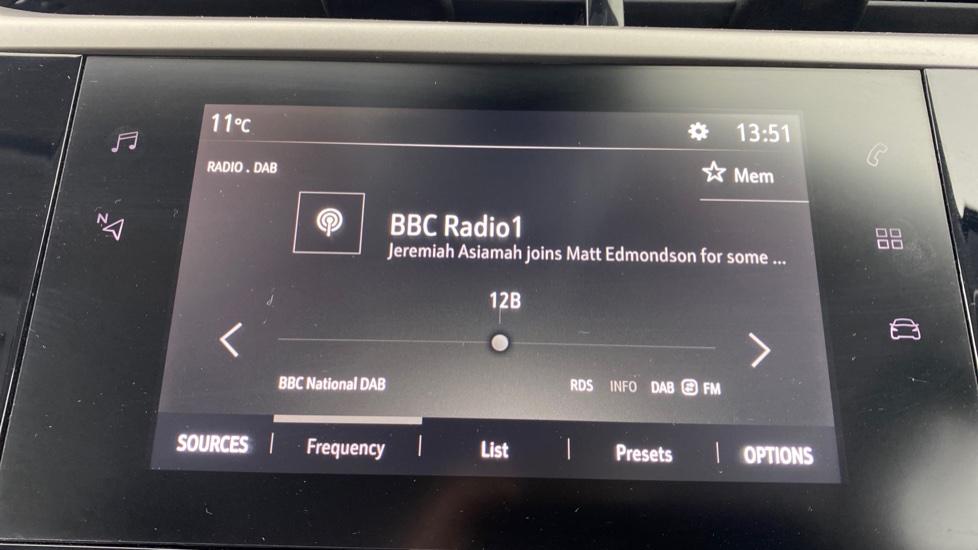 11°C
13:51
RADIO . DAB
Mem
N
BBC Radio1
Jeremiah Asiamah joins Matt Edmondson for some ...
12B
BBC National DAB
RDS INFO DAB FM
SOURCES Frequency List Presets OPTIONS